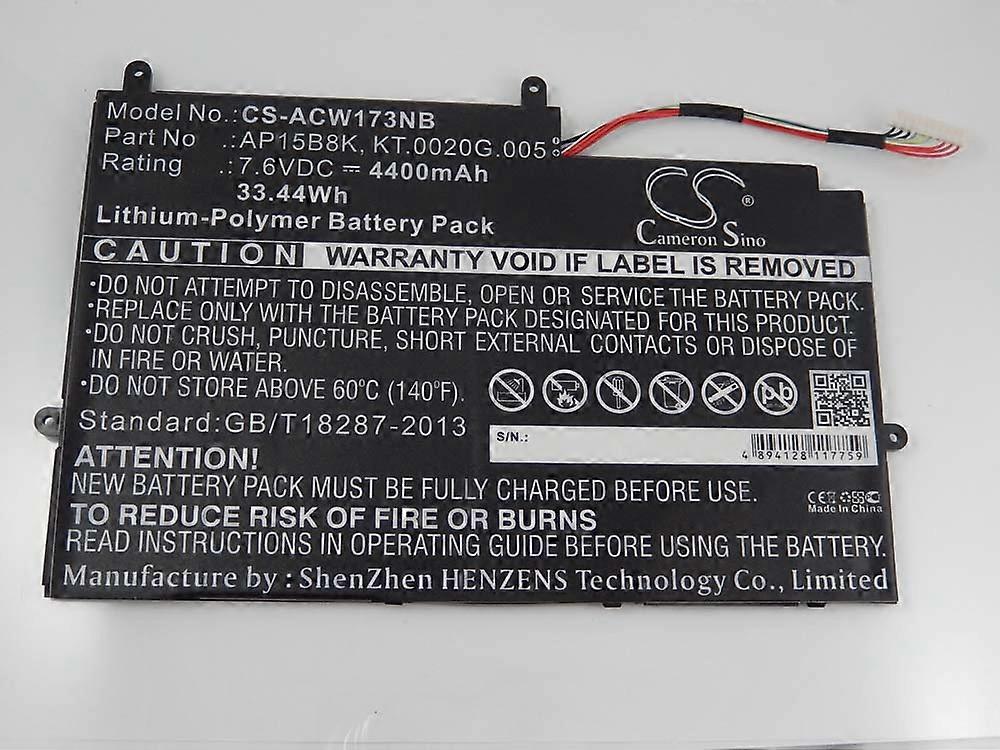 Model No.: CS-ACW173NB
Part No .: AP15B8K, KT.0020G.005
Rating .: 7.6VDC ⎓ 4400mAh
33.44Wh
Lithium-Polymer Battery Pack
CS®
Cameron Sino
CAUTION WARRANTY VOID IF LABEL IS REMOVED
•DO NOT ATTEMPT TO DISASSEMBLE, OPEN OR SERVICE THE BATTERY PACK.
•REPLACE ONLY WITH THE BATTERY PACK DESIGNATED FOR THIS PRODUCT.
•DO NOT CRUSH, PUNCTURE, SHORT EXTERNAL CONTACTS OR DISPOSE OF
IN FIRE OR WATER.
•DO NOT STORE ABOVE 60°C (140°F).
Pb
Standard:GB/T18287-2013
S/N.:
4 894128 117759
ATTENTION!
NEW BATTERY PACK MUST BE FULLY CHARGED BEFORE USE.
CE
Made In China
TO REDUCE RISK OF FIRE OR BURNS
READ INSTRUCTIONS IN OPERATING GUIDE BEFORE USING THE BATTERY.
Manufacture by : ShenZhen HENZENS Technology Co., Limited